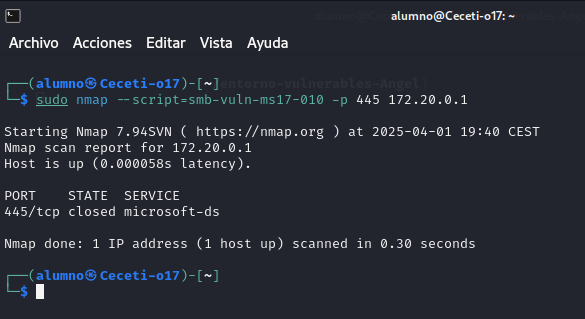 alumno@Ceceti-o17: ~
Archivo Acciones Editar Vista Ayuda
┌──(alumno㉿Ceceti-o17)-[~]
└─$ sudo nmap --script=smb-vuln-ms17-010 -p 445 172.20.0.1
Starting Nmap 7.94SVN ( https://nmap.org ) at 2025-04-01 19:40 CEST
Nmap scan report for 172.20.0.1
Host is up (0.000058s latency).
PORT    STATE  SERVICE
445/tcp closed microsoft-ds
Nmap done: 1 IP address (1 host up) scanned in 0.30 seconds
┌──(alumno㉿Ceceti-o17)-[~]
└─$